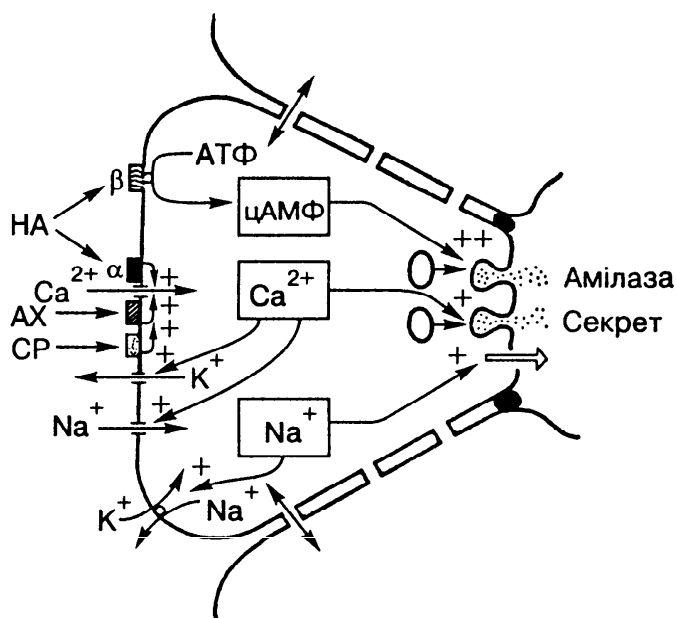 АТФ
β
цАМФ
НА
++
α
+
Ca²⁺
Ca²⁺
+
Амілаза
АХ
+
+
Секрет
СР
+
+
K⁺
Na⁺
+
Na⁺
+
K⁺
Na⁺